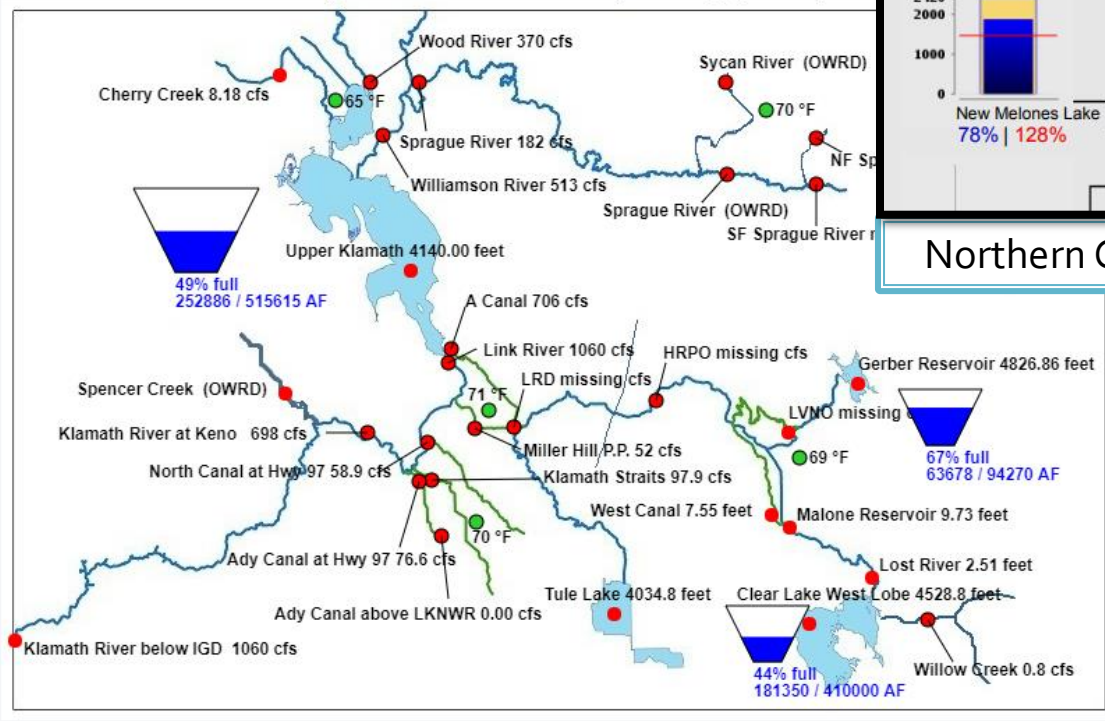 2000
1000
0
New Melones Lake
78% | 128%
Northern
Wood River 370 cfs
Sycan River (OWRD)
Cherry Creek 8.18 cfs
65 °F
70 °F
Sprague River 182 cfs
NF Sp
Williamson River 513 cfs
Sprague River (OWRD)
SF Sprague River
Upper Klamath 4140.00 feet
49% full
252886 / 515615 AF
A Canal 706 cfs
Link River 1060 cfs
HRPO missing cfs
Gerber Reservoir 4826.86 feet
LRD missing cfs
Spencer Creek (OWRD)
71 °F
LVNO missing
Klamath River at Keno 698 cfs
Miller Hill P.P. 52 cfs
69 °F
67% full
63678 / 94270 AF
North Canal at Hwy 97 58.9 cfs
Klamath Straits 97.9 cfs
West Canal 7.55 feet
Malone Reservoir 9.73 feet
70 °F
Ady Canal at Hwy 97 76.6 cfs
Lost River 2.51 feet
Tule Lake 4034.8 feet
Clear Lake West Lobe 4528.8 feet
Ady Canal above LKNWR 0.00 cfs
Klamath River below IGD 1060 cfs
Willow Creek 0.8 cfs
44% full
181350 / 410000 AF